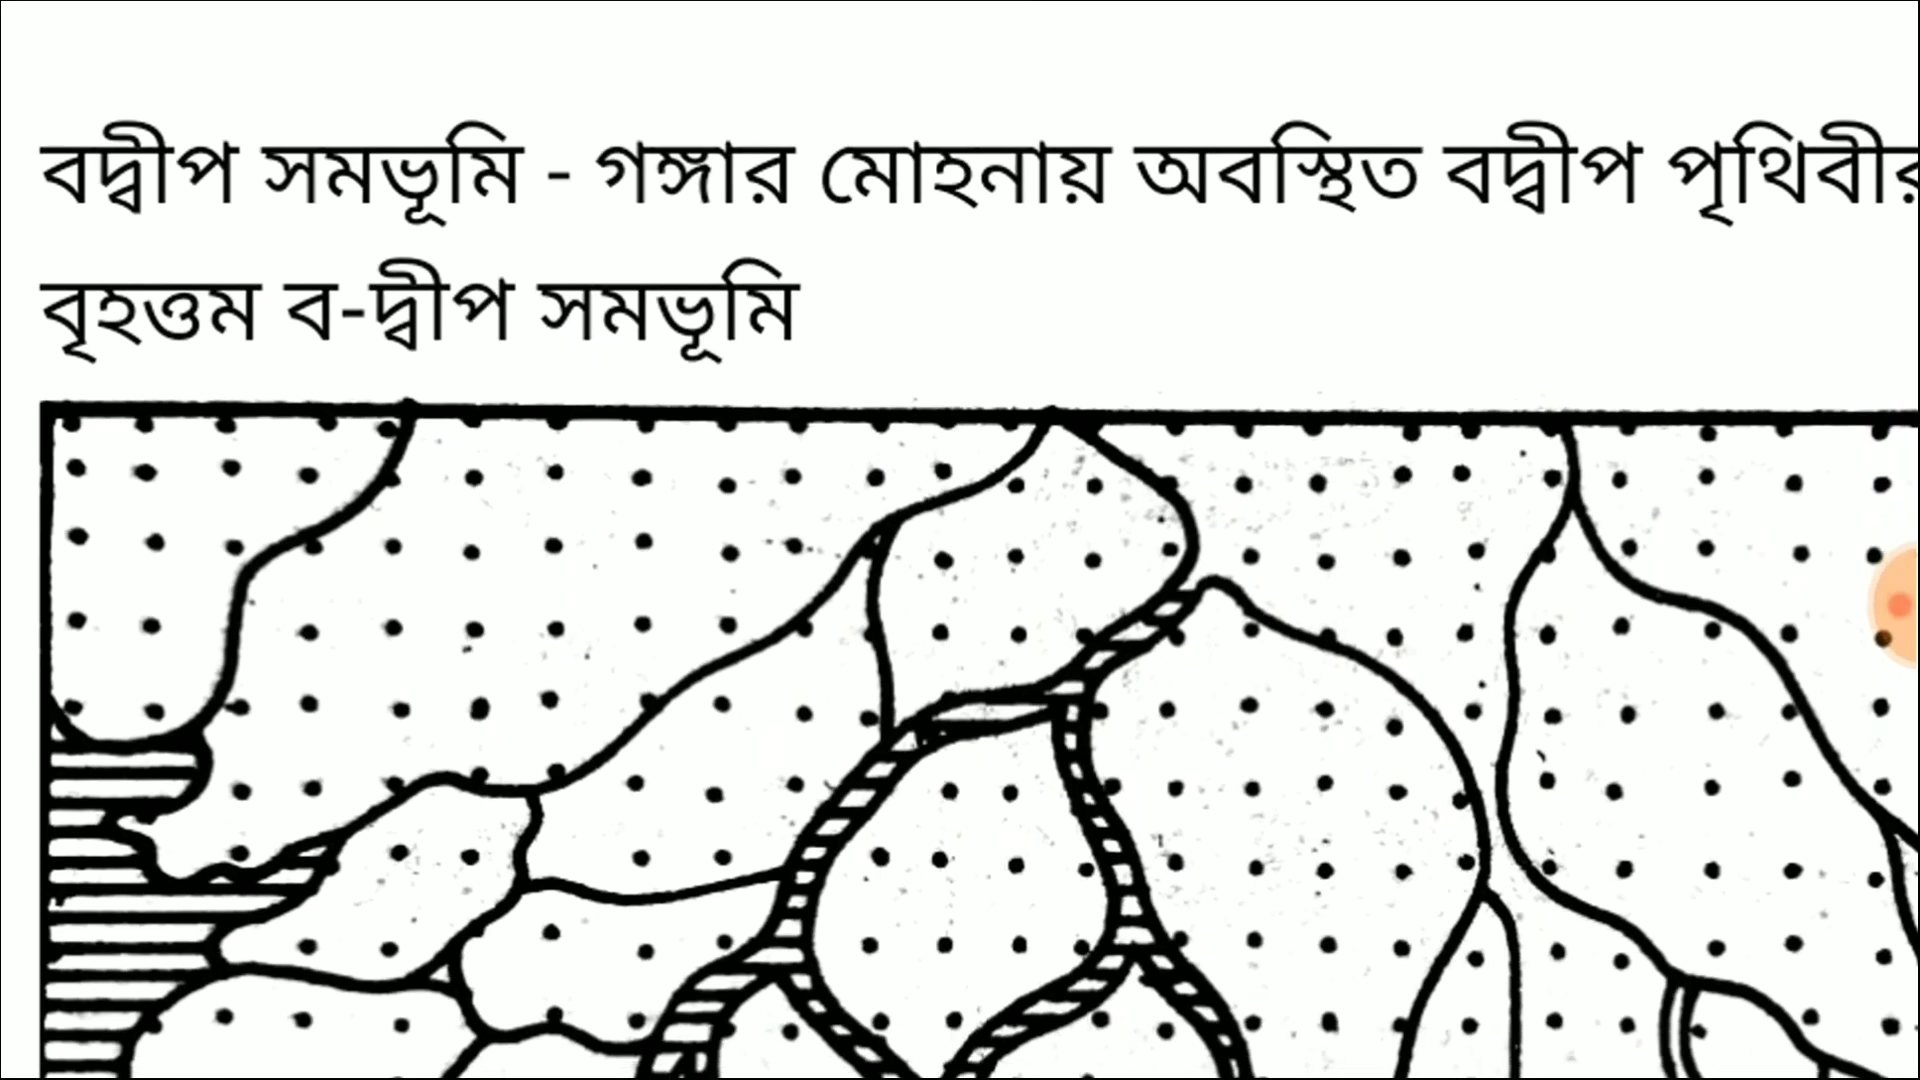 বদ্বীপ সমভূমি - গঙ্গার মোহনায় অবস্থিত বদ্বীপ পৃথিবীর
বৃহত্তম ব-দ্বীপ সমভূমি